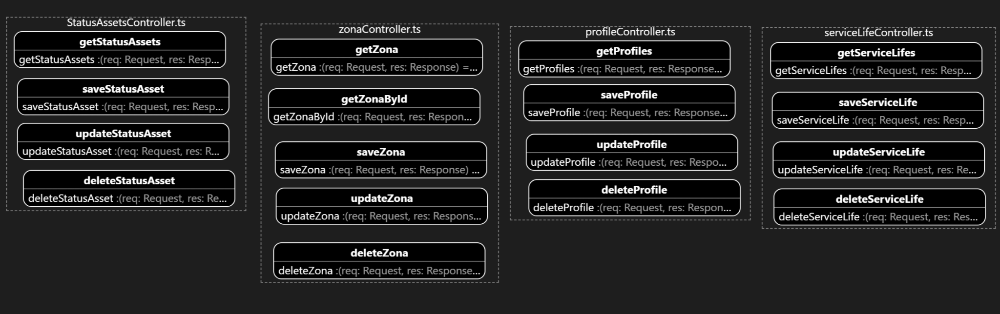 StatusAssetsController.ts
getStatusAssets
getStatusAssets :(req: Request, res: Resp...
saveStatusAsset
saveStatusAsset :(req: Request, res: Resp...
updateStatusAsset
updateStatusAsset :(req: Request, res: R...
deleteStatusAsset
deleteStatusAsset :(req: Request, res: Re...
zonaController.ts
getZona
getZona :(req: Request, res: Response) =...
getZonaById
getZonaById :(req: Request, res: Respon...
saveZona
saveZona :(req: Request, res: Response) ...
updateZona
updateZona :(req: Request, res: Respons...
deleteZona
deleteZona :(req: Request, res: Response...
profileController.ts
getProfiles
getProfiles :(req: Request, res: Response...
saveProfile
saveProfile :(req: Request, res: Response...
updateProfile
updateProfile :(req: Request, res: Respo...
deleteProfile
deleteProfile :(req: Request, res: Respon...
serviceLifeController.ts
getServiceLifes
getServiceLifes :(req: Request, res: Resp...
saveServiceLife
saveServiceLife :(req: Request, res: Resp...
updateServiceLife
updateServiceLife :(req: Request, res: Re...
deleteServiceLife
deleteServiceLife :(req: Request, res: Res...